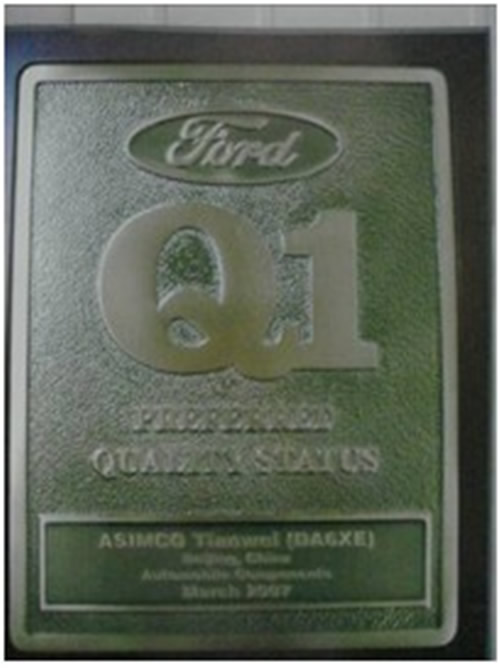 Ford
Q1
PREFERRED
QUALITY STATUS
ASIMCO Tianwei (DA6XE)
Beijing, China
Automobile Components
March 2007